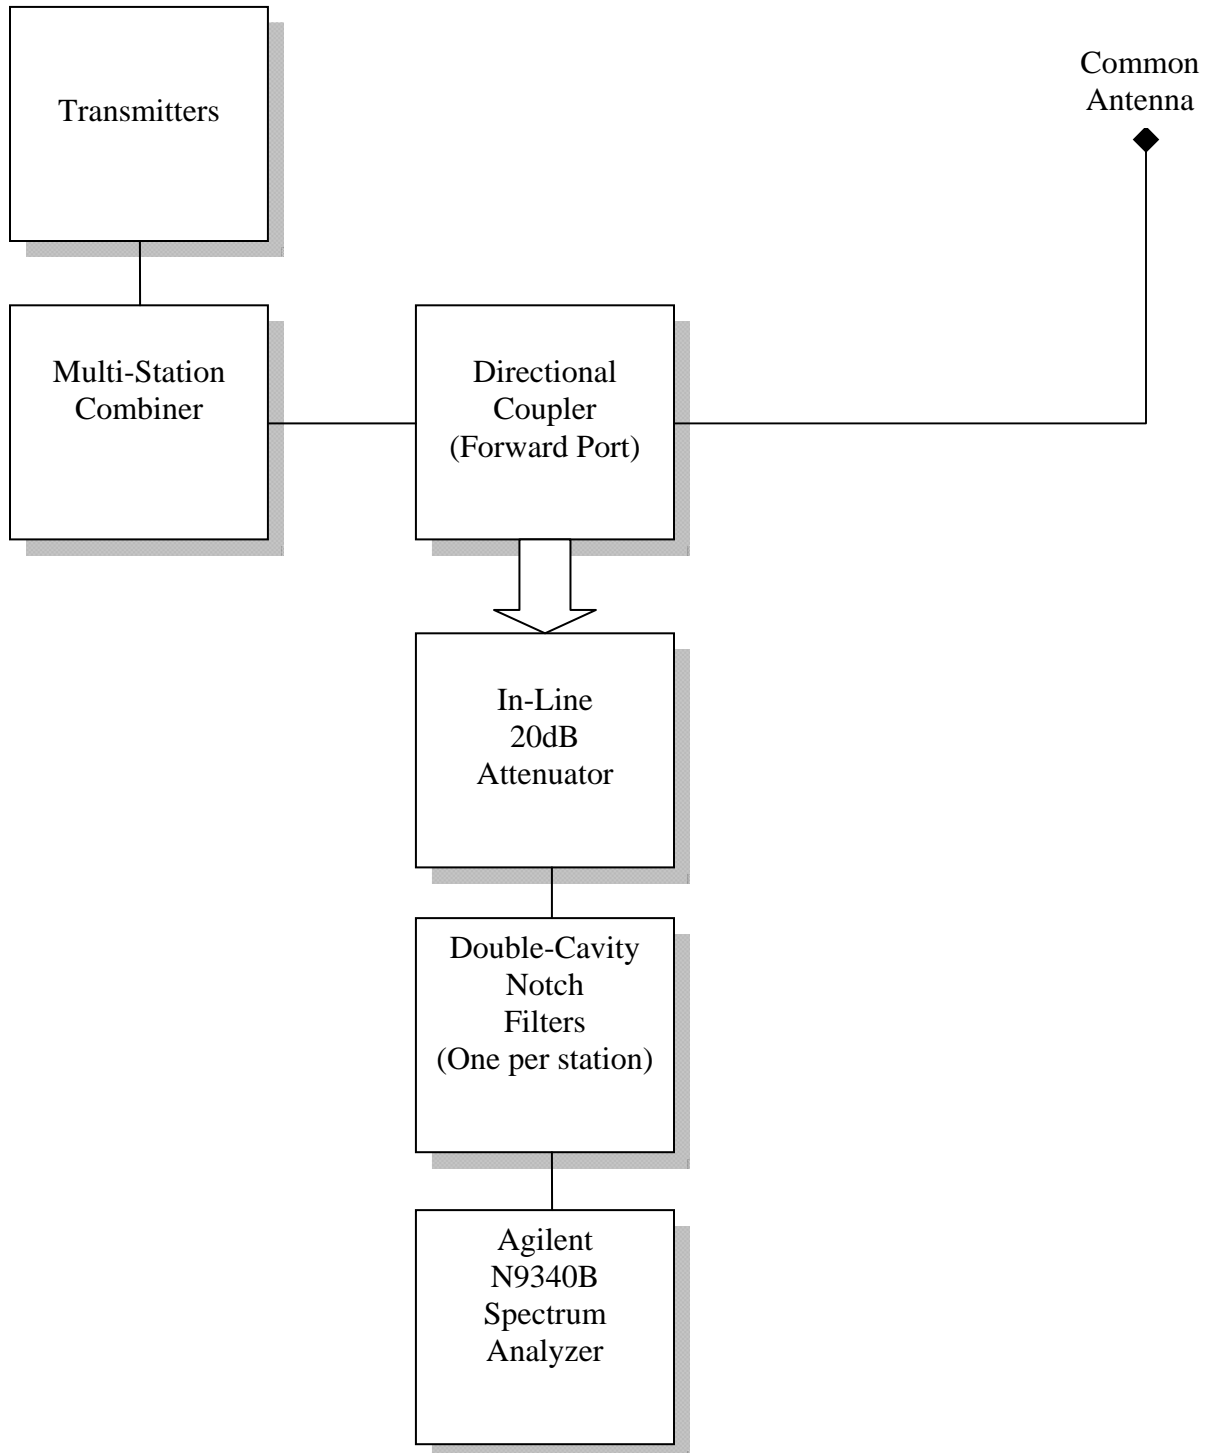 Transmitters
Common
Antenna
Multi-Station
Combiner
Directional
Coupler
(Forward Port)
In-Line
20dB
Attenuator
Double-Cavity
Notch
Filters
(One per station)
Agilent
N9340B
Spectrum
Analyzer